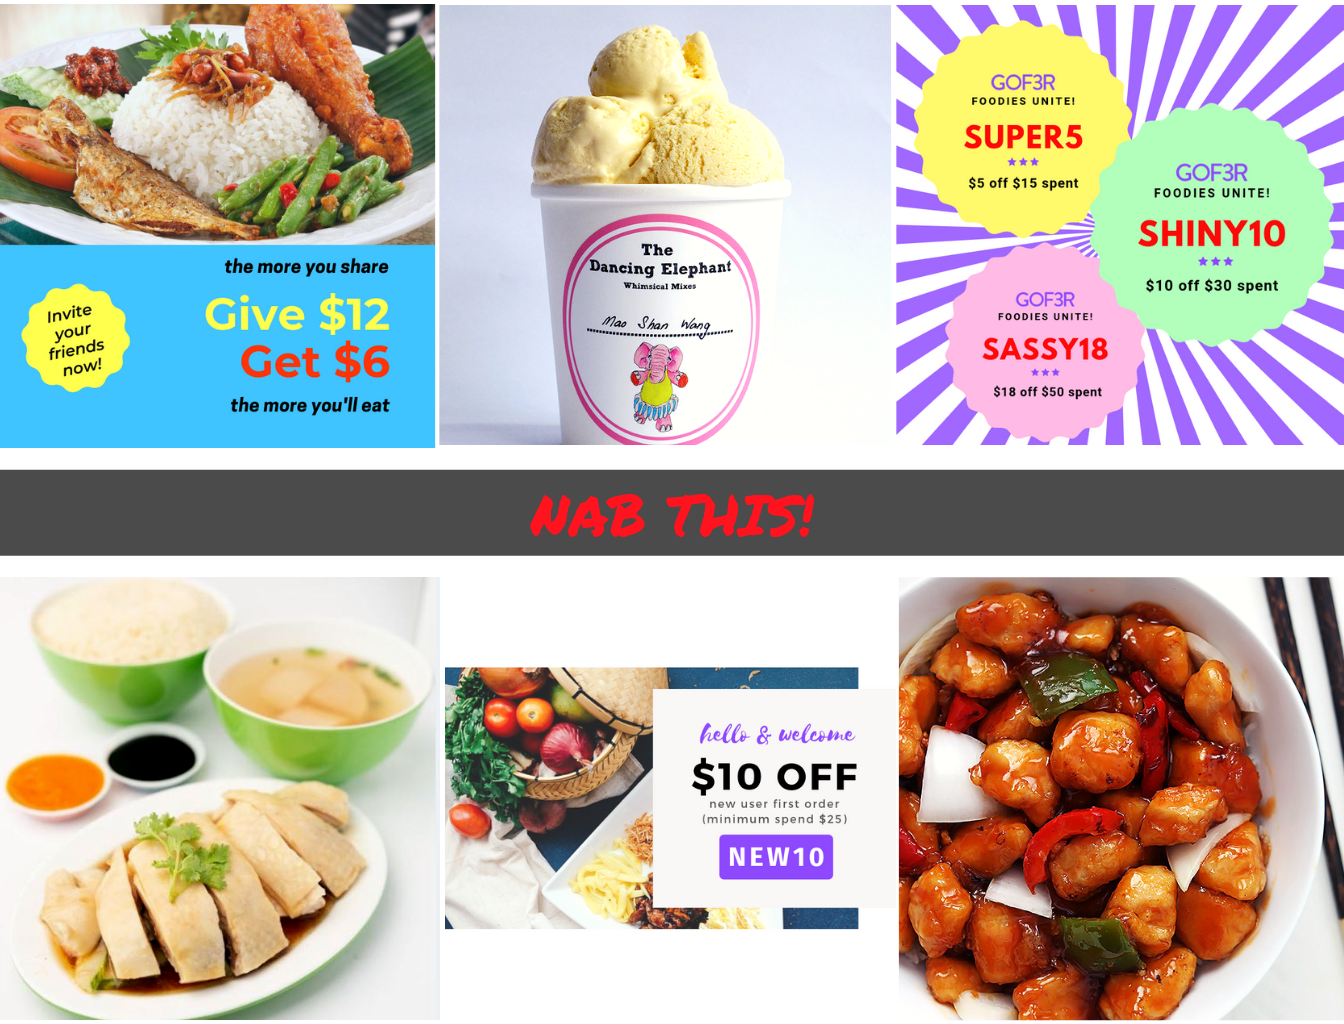 the more you share
Give $12
Get $6
the more you'll eat
Invite
your
friends
now!
The
Dancing Elephant
Whimsical Mixes
Mao Shan Wang
GOF3R
FOODIES UNITE!
SUPER5
$5 off $15 spent
GOF3R
FOODIES UNITE!
SHINY10
$10 off $30 spent
GOF3R
FOODIES UNITE!
SASSY18
$18 off $50 spent
NAB THIS!
hello & welcome
$10 OFF
new user first order
(minimum spend $25)
NEW10